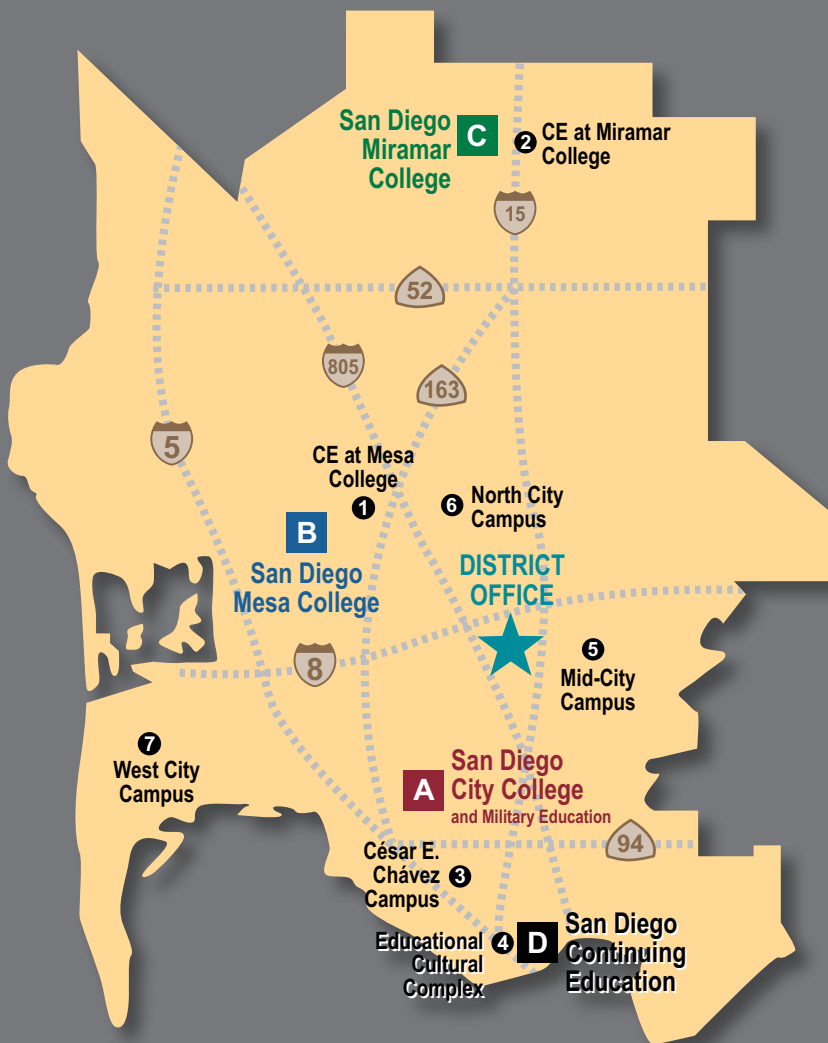 San Diego
Miramar
College
C
2
CE at Miramar
College
15
52
805
163
5
CE at Mesa
College
1
6
North City
Campus
B
San Diego
Mesa College
DISTRICT
OFFICE
8
5
Mid-City
Campus
7
West City
Campus
A
San Diego
City College
and Military Education
94
César E.
Chávez
Campus
3
Educational
Cultural
Complex
4
D
San Diego
Continuing
Education